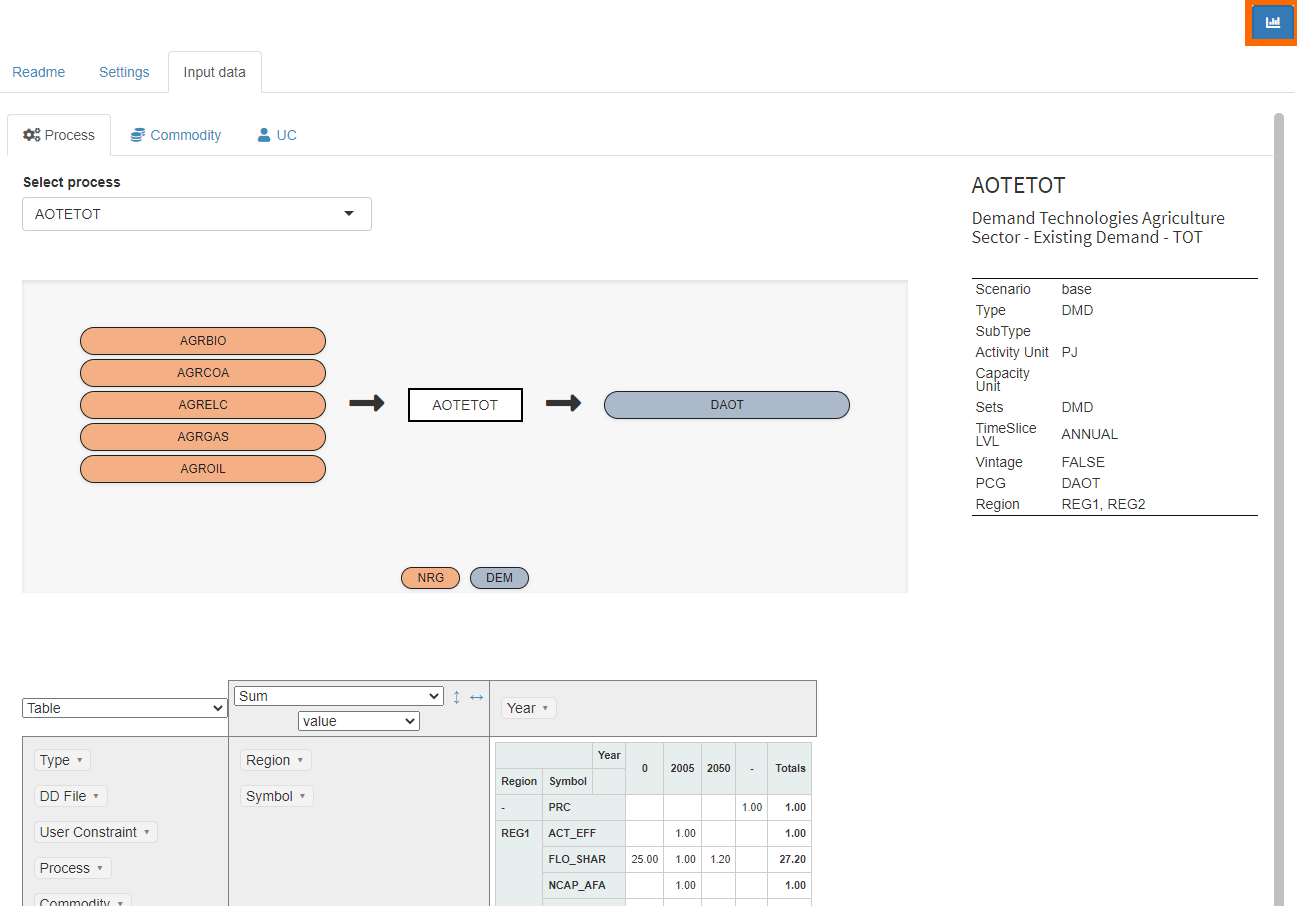 Readme Settings Input data
Process Commodity UC
Select process
AOTETOT
AOTETOT
Demand Technologies Agriculture
Sector - Existing Demand - TOT
Scenario base
Type DMD
SubType
Activity Unit PJ
Capacity
Unit
Sets DMD
TimeSlice
LVL ANNUAL
Vintage FALSE
PCG DAOT
Region REG1, REG2
AGRBIO
AGRCOA
AGRELC
AGRGAS
AGROIL
AOTETOT
DAOT
NRG DEM
Table
Sum
value
Year
Type
DD File
User Constraint
Process
Commodity
Region
Symbol
Year 0 2005 2050 - Totals
Region Symbol
- PRC 1.00 1.00
REG1 ACT_EFF 1.00 1.00
FLO_SHAR 25.00 1.00 1.20 27.20
NCAP_AFA 1.00 1.00